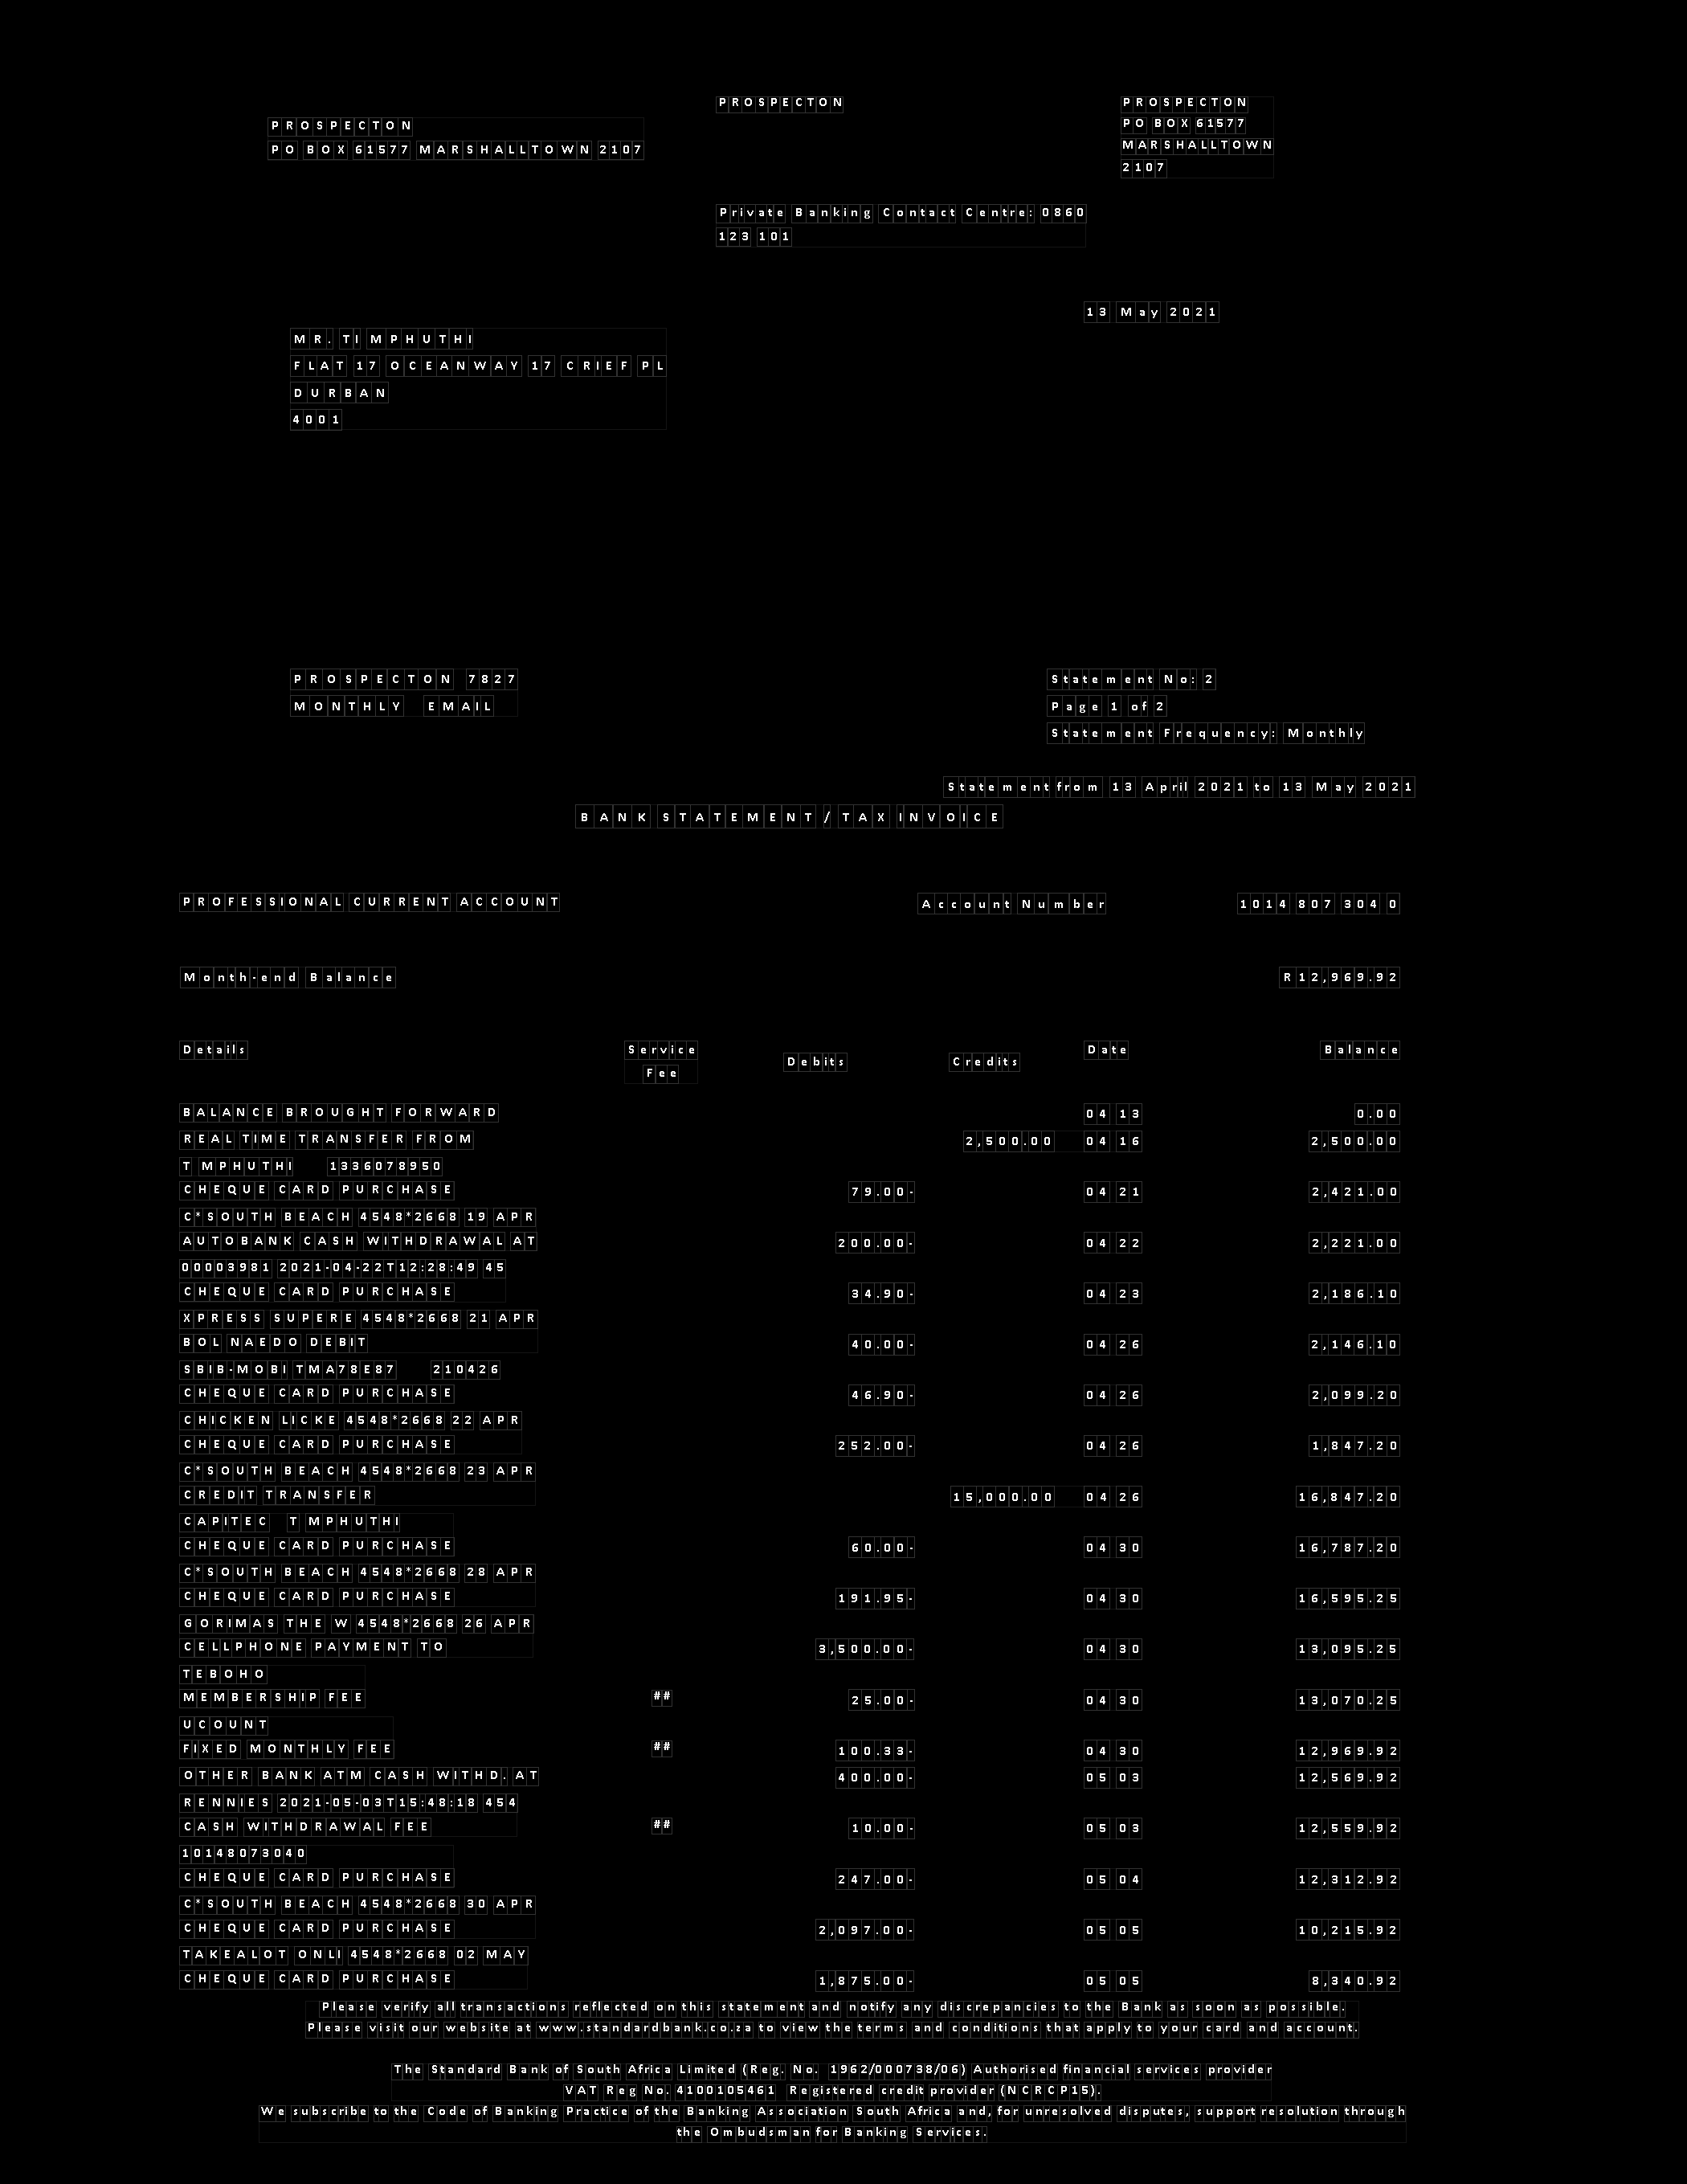 PROSPECTON
PROSPECTON
PO BOX 61577
MARSHALLTOWN
2107
PROSPECTON
PO BOX 61577 MARSHALLTOWN 2107
Private Banking Contact Centre: 0860
123 101
13 May 2021
MR. TI MPHUTHI
FLAT 17 OCEANWAY 17 CRIEF PL
DURBAN
4001
PROSPECTON 7827
MONTHLY EMAIL
Statement No: 2
Page 1 of 2
Statement Frequency: Monthly
Statement from 13 April 2021 to 13 May 2021
BANK STATEMENT / TAX INVOICE
PROFESSIONAL CURRENT ACCOUNT Account Number 1014 807 304 0
Month-end Balance R12,969.92
Details Service Fee Debits Credits Date Balance
BALANCE BROUGHT FORWARD 04 13 0.00
REAL TIME TRANSFER FROM 2,500.00 04 16 2,500.00
T MPHUTHI 1336078950
CHEQUE CARD PURCHASE 79.00- 04 21 2,421.00
C*SOUTH BEACH 4548*2668 19 APR
AUTOBANK CASH WITHDRAWAL AT 200.00- 04 22 2,221.00
00003981 2021-04-22T12:28:49 45
CHEQUE CARD PURCHASE 34.90- 04 23 2,186.10
XPRESS SUPERE 4548*2668 21 APR
BOL NAEDO DEBIT 40.00- 04 26 2,146.10
SBIB-MOBI TMA78E87 210426
CHEQUE CARD PURCHASE 46.90- 04 26 2,099.20
CHICKEN LICKE 4548*2668 22 APR
CHEQUE CARD PURCHASE 252.00- 04 26 1,847.20
C*SOUTH BEACH 4548*2668 23 APR
CREDIT TRANSFER 15,000.00 04 26 16,847.20
CAPITEC T MPHUTHI
CHEQUE CARD PURCHASE 60.00- 04 30 16,787.20
C*SOUTH BEACH 4548*2668 28 APR
CHEQUE CARD PURCHASE 191.95- 04 30 16,595.25
GORIMAS THE W 4548*2668 26 APR
CELLPHONE PAYMENT TO 3,500.00- 04 30 13,095.25
TEBOHO
MEMBERSHIP FEE ## 25.00- 04 30 13,070.25
UCOUNT
FIXED MONTHLY FEE ## 100.33- 04 30 12,969.92
OTHER BANK ATM CASH WITHD. AT 400.00- 05 03 12,569.92
RENNIES 2021-05-03T15:48:18 454
CASH WITHDRAWAL FEE ## 10.00- 05 03 12,559.92
10148073040
CHEQUE CARD PURCHASE 247.00- 05 04 12,312.92
C*SOUTH BEACH 4548*2668 30 APR
CHEQUE CARD PURCHASE 2,097.00- 05 05 10,215.92
TAKEALOT ONLI 4548*2668 02 MAY
CHEQUE CARD PURCHASE 1,875.00- 05 05 8,340.92
Please verify all transactions reflected on this statement and notify any discrepancies to the Bank as soon as possible.
Please visit our website at www.standardbank.co.za to view the terms and conditions that apply to your card and account.
The Standard Bank of South Africa Limited (Reg. No. 1962/000738/06) Authorised financial services provider
VAT Reg No. 4100105461 Registered credit provider (NCRCP15).
We subscribe to the Code of Banking Practice of the Banking Association South Africa and, for unresolved disputes, support resolution through
the Ombudsman for Banking Services.